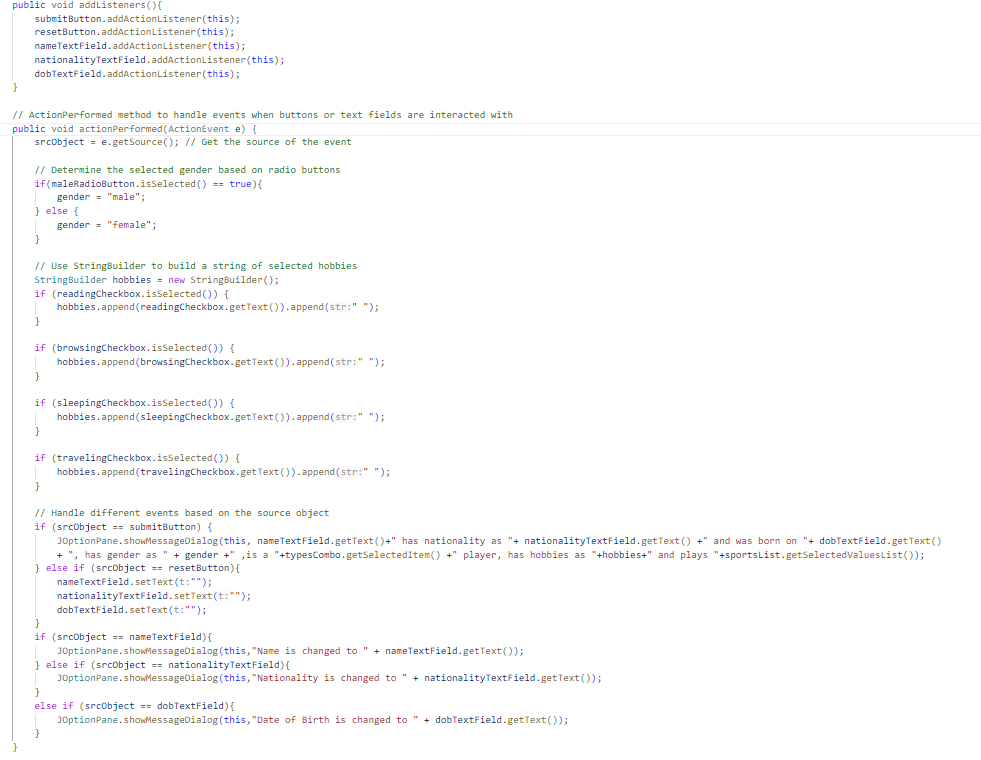 public void addListeners(){
submitButton.addActionListener(this);
resetButton.addActionListener(this);
nameTextField.addActionListener(this);
nationalityTextField.addActionListener(this);
dobTextField.addActionListener(this);
}
// ActionPerformed method to handle events when buttons or text fields are interacted with
public void actionPerformed(ActionEvent e) {
srcObject = e.getSource(); // Get the source of the event
// Determine the selected gender based on radio buttons
if(maleRadioButton.isSelected() == true){
gender = "male";
} else {
gender = "female";
}
// Use StringBuilder to build a string of selected hobbies
StringBuilder hobbies = new StringBuilder();
if (readingCheckbox.isSelected()) {
hobbies.append(readingCheckbox.getText()).append(str:" ");
}
if (browsingCheckbox.isSelected()) {
hobbies.append(browsingCheckbox.getText()).append(str:" ");
}
if (sleepingCheckbox.isSelected()) {
hobbies.append(sleepingCheckbox.getText()).append(str:" ");
}
if (travelingCheckbox.isSelected()) {
hobbies.append(travelingCheckbox.getText()).append(str:" ");
}
// Handle different events based on the source object
if (srcObject == submitButton) {
JOptionPane.showMessageDialog(this, nameTextField.getText()+" has nationality as "+ nationalityTextField.getText() +" and was born on "+ dobTextField.getText()
+ ", has gender as " + gender +" ,is a "+typesCombo.getSelectedItem() +" player, has hobbies as "+hobbies+" and plays "+sportsList.getSelectedValuesList());
} else if (srcObject == resetButton){
nameTextField.setText(t:"");
nationalityTextField.setText(t:"");
dobTextField.setText(t:"");
}
if (srcObject == nameTextField){
JOptionPane.showMessageDialog(this,"Name is changed to " + nameTextField.getText());
} else if (srcObject == nationalityTextField){
JOptionPane.showMessageDialog(this,"Nationality is changed to " + nationalityTextField.getText());
}
else if (srcObject == dobTextField){
JOptionPane.showMessageDialog(this,"Date of Birth is changed to " + dobTextField.getText());
}
}